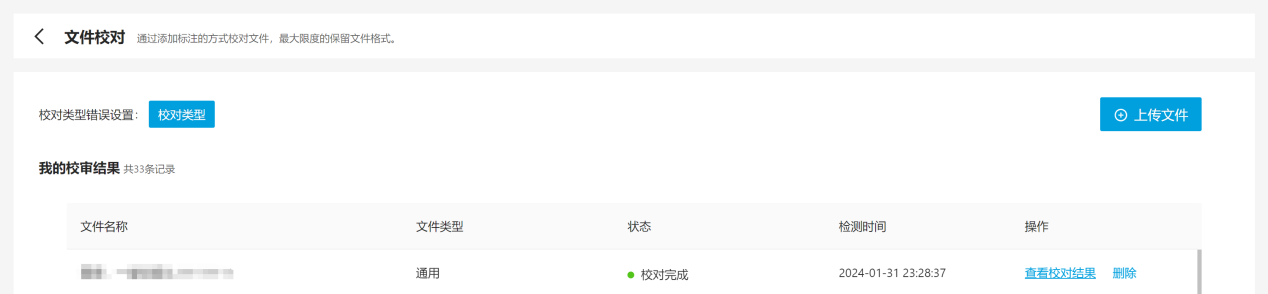 文件校对 通过添加标注的方式校对文件，最大限度的保留文件格式。
校对类型错误设置： 校对类型 上传文件
我的校审结果 共33条记录
文件名称 文件类型 状态 检测时间 操作
通用 校对完成 2024-01-31 23:28:37 查看校对结果 删除